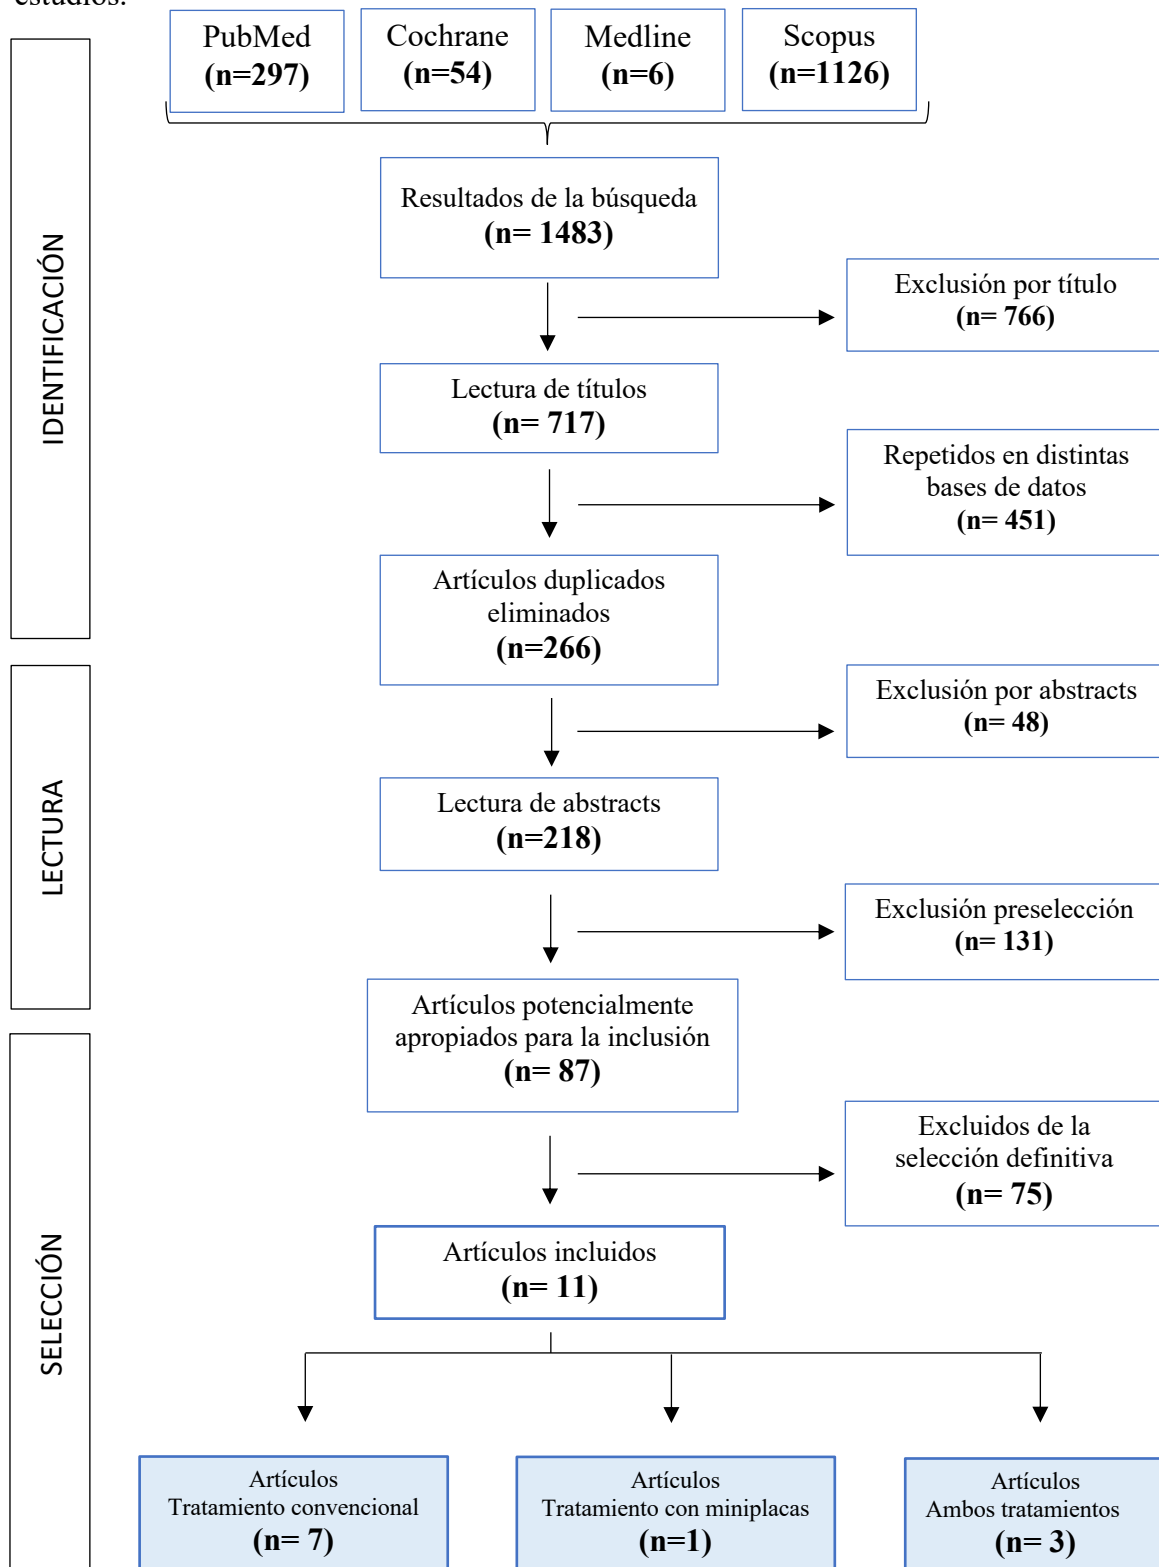 estudios.
PubMed
(n=297)
Cochrane
(n=54)
Medline
(n=6)
Scopus
(n=1126)
IDENTIFICACIÓN
Resultados de la búsqueda
(n= 1483)
Exclusión por título
(n= 766)
Lectura de títulos
(n= 717)
Repetidos en distintas
bases de datos
(n= 451)
Artículos duplicados
eliminados
(n=266)
LECTURA
Exclusión por abstracts
(n= 48)
Lectura de abstracts
(n=218)
Exclusión preselección
(n= 131)
Artículos potencialmente
apropiados para la inclusión
(n= 87)
SELECCIÓN
Excluidos de la
selección definitiva
(n= 75)
Artículos incluidos
(n= 11)
Artículos
Tratamiento convencional
(n= 7)
Artículos
Tratamiento con miniplacas
(n=1)
Artículos
Ambos tratamientos
(n= 3)